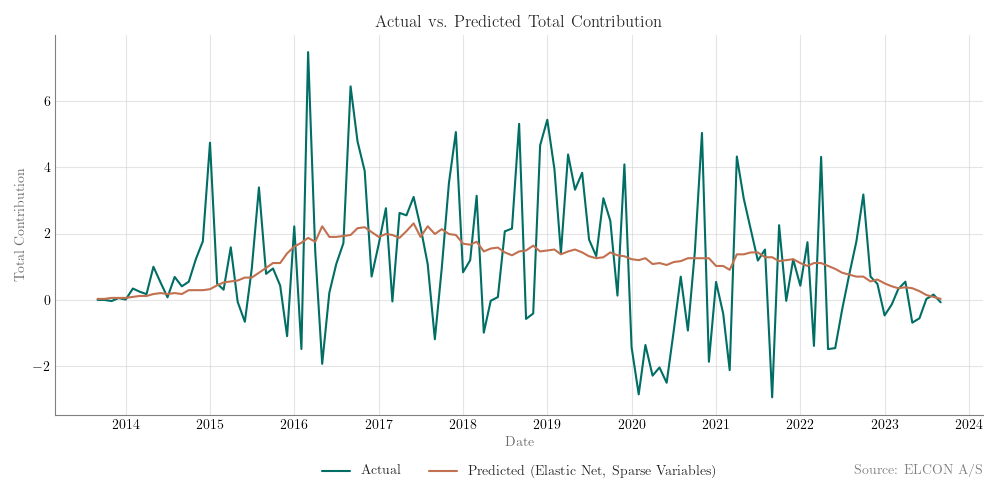 Actual vs. Predicted Total Contribution
Total Contribution
6
4
2
0
−2
2014 2015 2016 2017 2018 2019 2020 2021 2022 2023 2024
Date
Actual Predicted (Elastic Net, Sparse Variables) Source: ELCON A/S